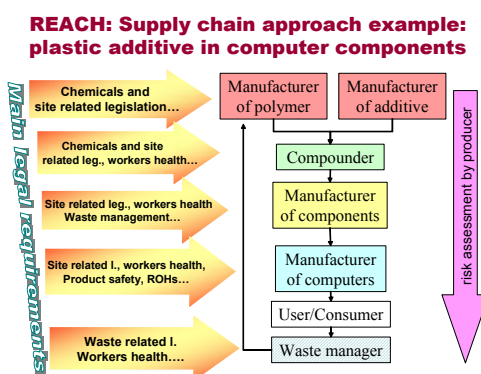 REACH: Supply chain approach example:
plastic additive in computer components
Main legal requirements
Chemicals and
site related legislation…
Manufacturer
of polymer
Manufacturer
of additive
Chemicals and site
related leg., workers health…
Compounder
Site related leg., workers health
Waste management…
Manufacturer
of components
Site related l., workers health,
Product safety, ROHs…
Manufacturer
of computers
User/Consumer
Waste related l.
Workers health….
Waste manager
risk assessment by producer